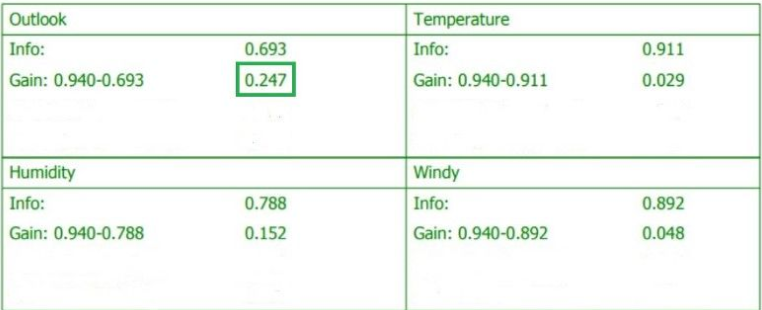 Outlook
Info: 0.693
Gain: 0.940-0.693 0.247
Temperature
Info: 0.911
Gain: 0.940-0.911 0.029
Humidity
Info: 0.788
Gain: 0.940-0.788 0.152
Windy
Info: 0.892
Gain: 0.940-0.892 0.048